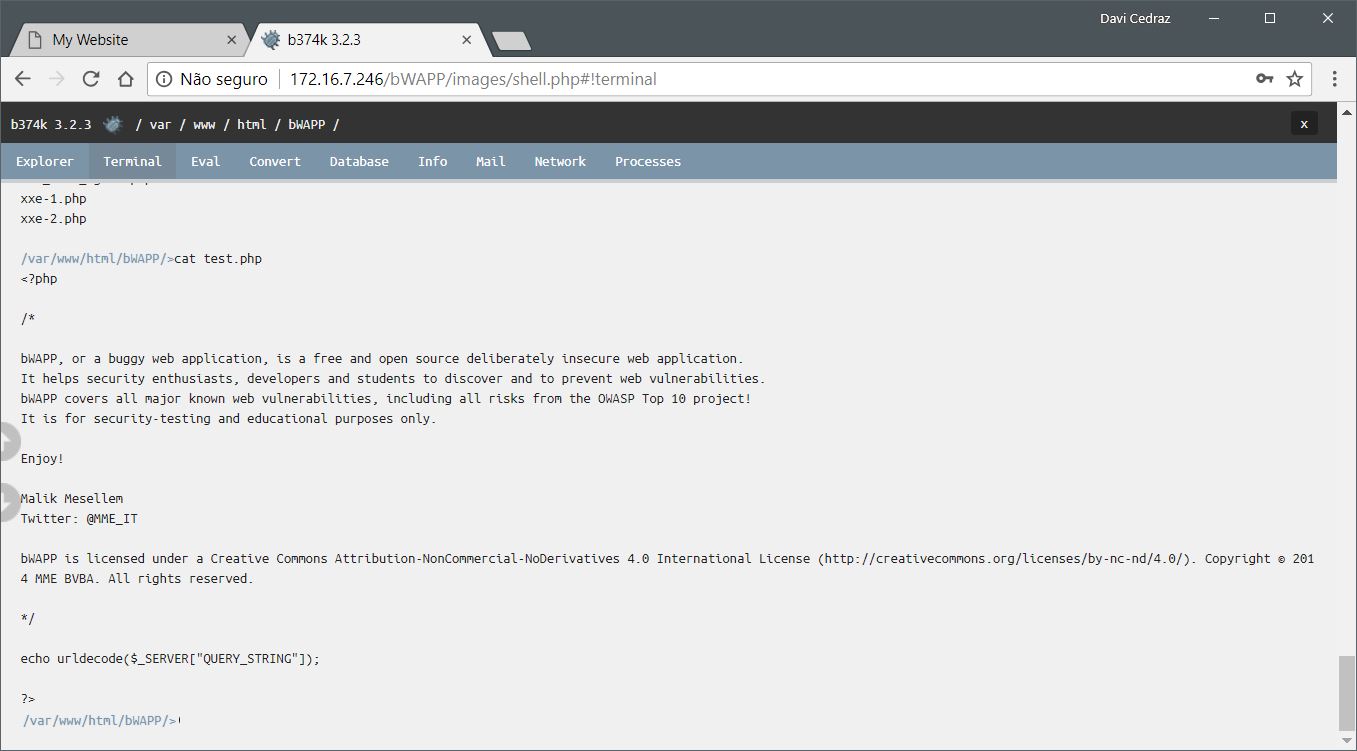 Davi Cedraz
My Website
b374k 3.2.3
Não seguro
172.16.7.246/bWAPP/images/shell.php#!terminal
b374k 3.2.3 / var / www / html / bWAPP /
x
Explorer Terminal Eval Convert Database Info Mail Network Processes
xxe-1.php
xxe-2.php
/var/www/html/bWAPP/>cat test.php
<?php
/*
bWAPP, or a buggy web application, is a free and open source deliberately insecure web application.
It helps security enthusiasts, developers and students to discover and to prevent web vulnerabilities.
bWAPP covers all major known web vulnerabilities, including all risks from the OWASP Top 10 project!
It is for security-testing and educational purposes only.
Enjoy!
Malik Mesellem
Twitter: @MME_IT
bWAPP is licensed under a Creative Commons Attribution-NonCommercial-NoDerivatives 4.0 International License (http://creativecommons.org/licenses/by-nc-nd/4.0/). Copyright © 201
4 MME BVBA. All rights reserved.
*/
echo urldecode($_SERVER["QUERY_STRING"]);
?>
/var/www/html/bWAPP/>